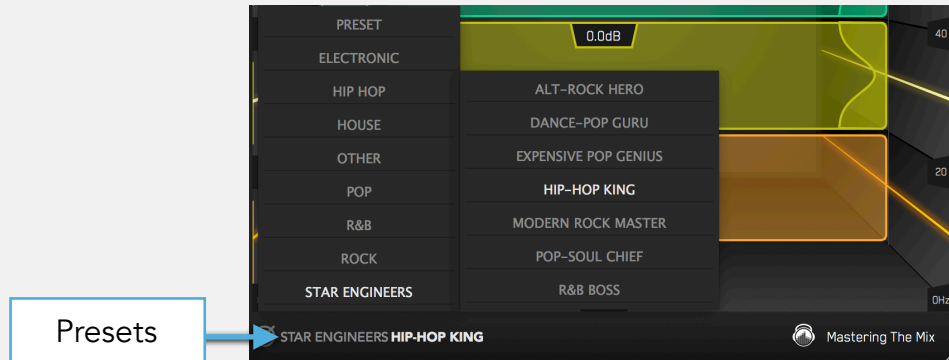 PRESET
0.0dB
40
ELECTRONIC
HIP HOP
ALT-ROCK HERO
HOUSE
DANCE-POP GURU
OTHER
EXPENSIVE POP GENIUS
20
POP
HIP-HOP KING
R&B
MODERN ROCK MASTER
ROCK
POP-SOUL CHIEF
STAR ENGINEERS
R&B BOSS
0Hz
Presets
STAR ENGINEERS HIP-HOP KING
Mastering The Mix